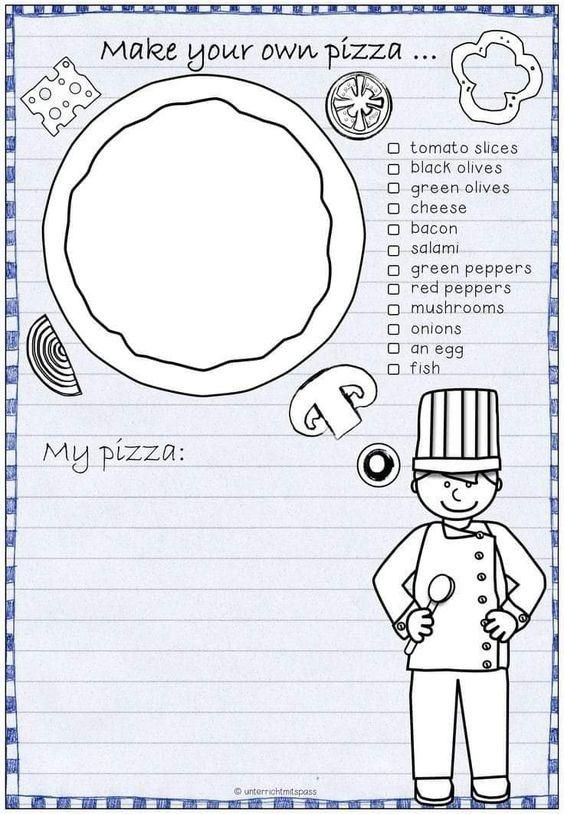 Make your own pizza ...
tomato slices
black olives
green olives
cheese
bacon
salami
green peppers
red peppers
mushrooms
onions
an egg
fish
My pizza:
© unterrichtmitspass